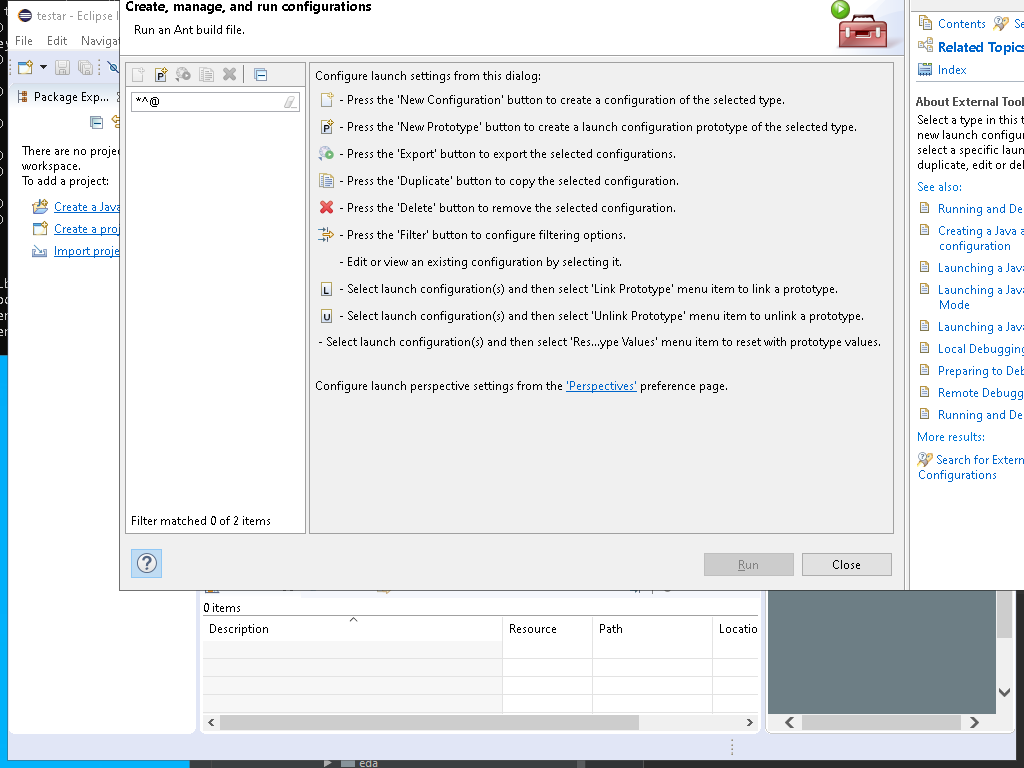 testar - Eclipse I
File Edit Navigat
Package Exp...
There are no proje
workspace.
To add a project:
Create a Java
Create a proj
Import proje
Create, manage, and run configurations
Run an Ant build file.
*^@
Filter matched 0 of 2 items
Configure launch settings from this dialog:
- Press the 'New Configuration' button to create a configuration of the selected type.
- Press the 'New Prototype' button to create a launch configuration prototype of the selected type.
- Press the 'Export' button to export the selected configurations.
- Press the 'Duplicate' button to copy the selected configuration.
- Press the 'Delete' button to remove the selected configuration.
- Press the 'Filter' button to configure filtering options.
- Edit or view an existing configuration by selecting it.
L - Select launch configuration(s) and then select 'Link Prototype' menu item to link a prototype.
U - Select launch configuration(s) and then select 'Unlink Prototype' menu item to unlink a prototype.
- Select launch configuration(s) and then select 'Res...ype Values' menu item to reset with prototype values.
Configure launch perspective settings from the 'Perspectives' preference page.
Run
Close
Contents Se
Related Topics
Index
About External Tool
Select a type in this t
new launch configur
select a specific laun
duplicate, edit or del
See also:
Running and De
Creating a Java a
configuration
Launching a Java
Launching a Java
Mode
Launching a Java
Local Debugging
Preparing to Deb
Remote Debugg
Running and De
More results:
Search for Extern
Configurations
0 items
Description Resource Path Locatio
eda